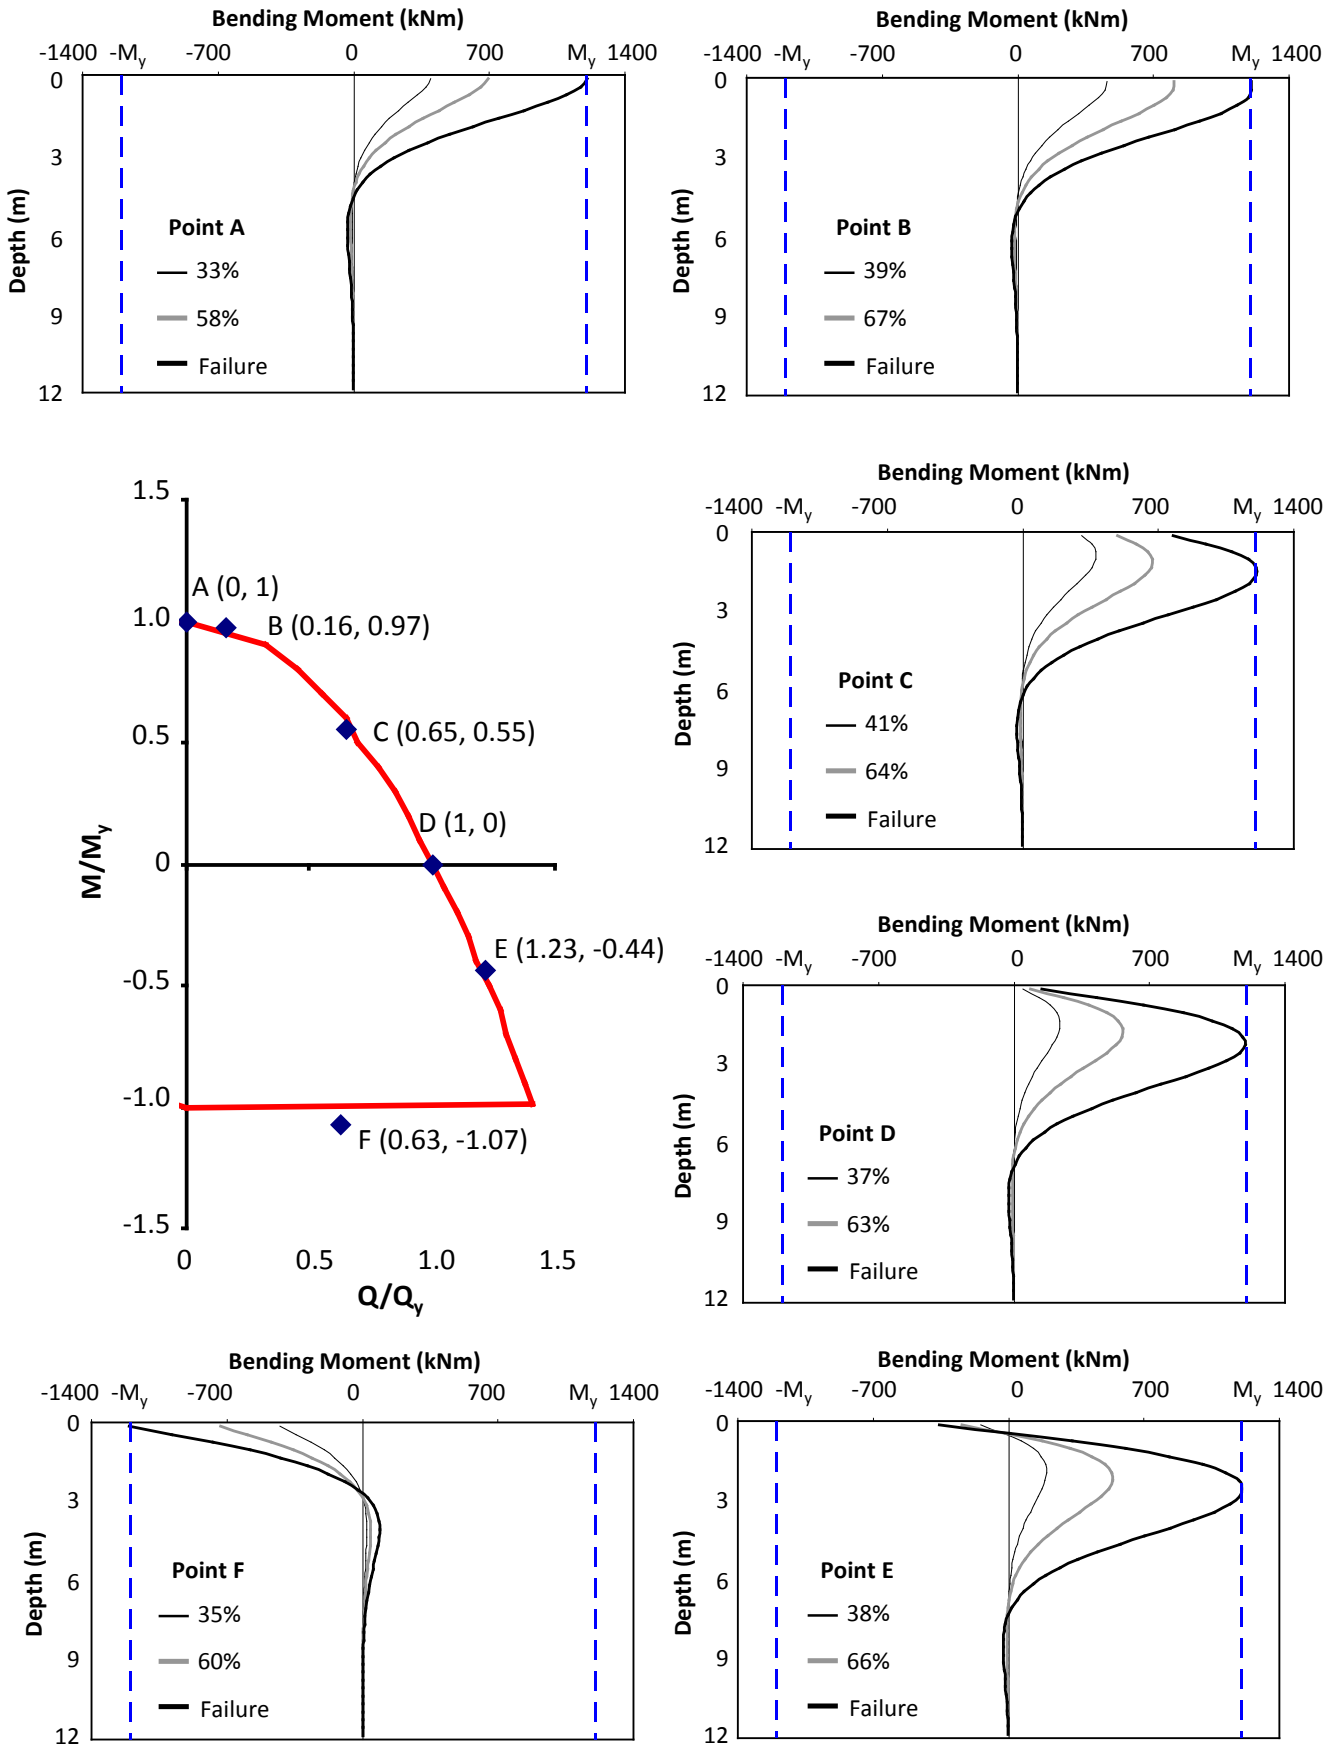 Bending Moment (kNm)
-1400 -My -700 0 700 My 1400
0
3
6
9
12
Depth (m)
Point A
33%
58%
Failure
Bending Moment (kNm)
-1400 -My -700 0 700 My 1400
0
3
6
9
12
Depth (m)
Point B
39%
67%
Failure
1.5
1.0
0.5
0
-0.5
-1.0
-1.5
M/My
A (0, 1)
B (0.16, 0.97)
C (0.65, 0.55)
D (1, 0)
E (1.23, -0.44)
F (0.63, -1.07)
0 0.5 1.0 1.5
Q/Qy
Bending Moment (kNm)
-1400 -My -700 0 700 My 1400
0
3
6
9
12
Depth (m)
Point C
41%
64%
Failure
Bending Moment (kNm)
-1400 -My -700 0 700 My 1400
0
3
6
9
12
Depth (m)
Point D
37%
63%
Failure
Bending Moment (kNm)
-1400 -My -700 0 700 My 1400
0
3
6
9
12
Depth (m)
Point F
35%
60%
Failure
Bending Moment (kNm)
-1400 -My -700 0 700 My 1400
0
3
6
9
12
Depth (m)
Point E
38%
66%
Failure